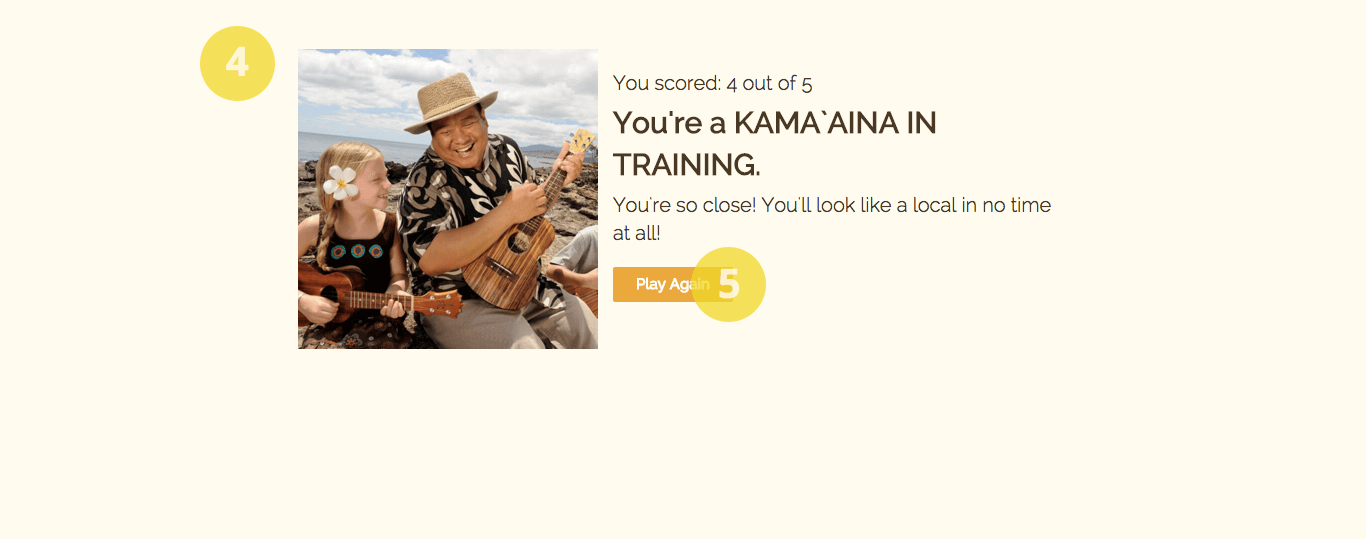 4
You scored: 4 out of 5
You're a KAMA`AINA IN
TRAINING.
You're so close! You'll look like a local in no time
at all!
Play Again
5